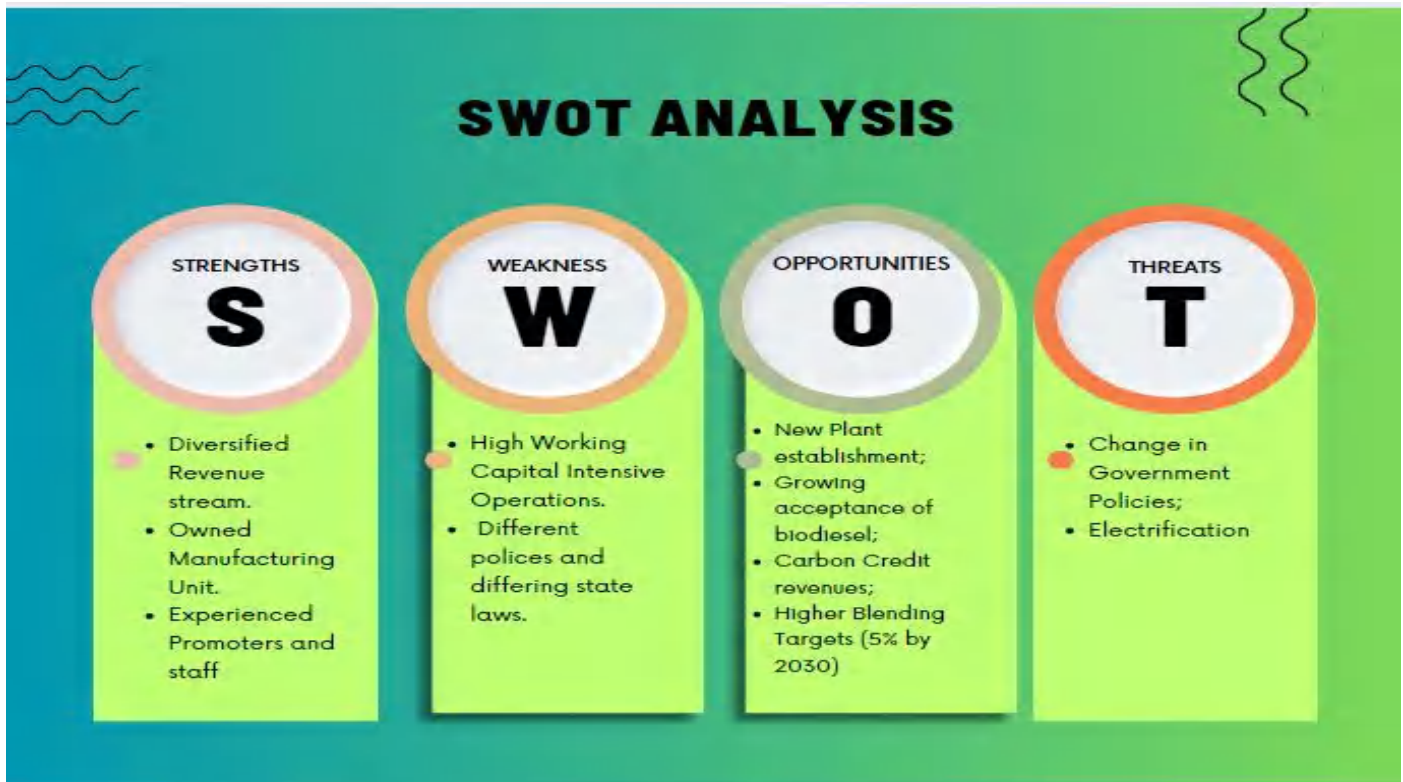 SWOT ANALYSIS
STRENGTHS
S
• Diversified
Revenue
stream.
• Owned
Manufacturing
Unit.
• Experienced
Promoters and
staff
WEAKNESS
W
• High Working
Capital Intensive
Operations.
• Different
polices and
differing state
laws.
OPPORTUNITIES
O
• New Plant
establishment;
• Growing
acceptance of
biodiesel;
• Carbon Credit
revenues;
• Higher Blending
Targets (5% by
2030)
THREATS
T
• Change in
Government
Policies;
• Electrification